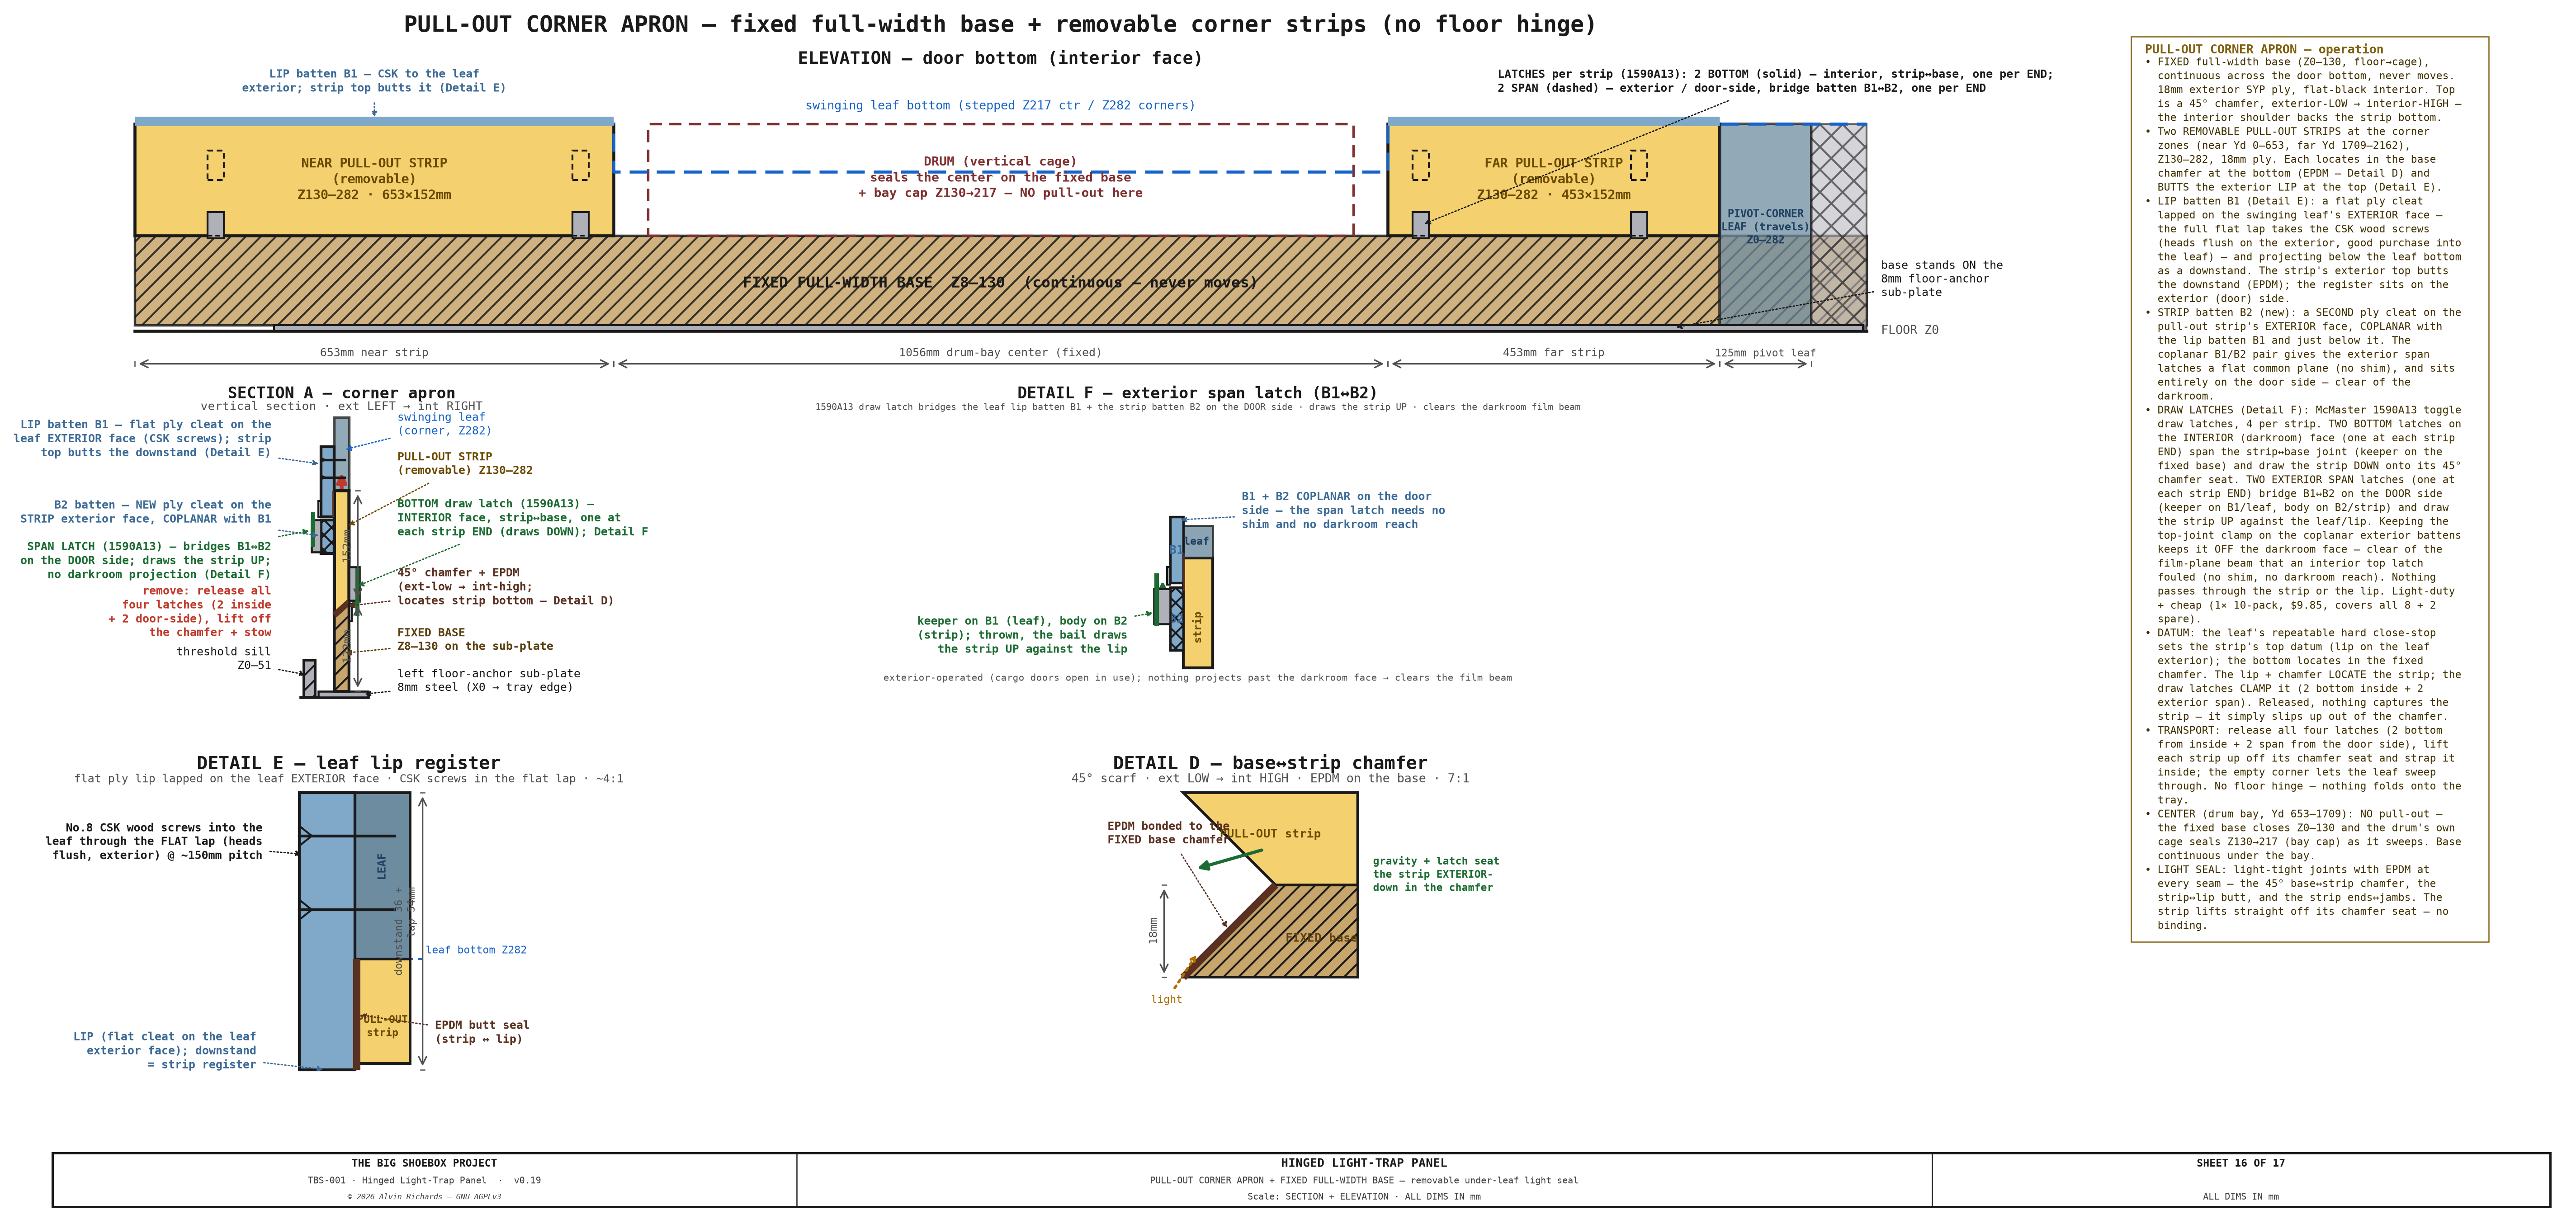 PULL-OUT CORNER APRON — fixed full-width base + removable corner strips (no floor hinge)
ELEVATION — door bottom (interior face)
LIP batten B1 — CSK to the leaf
exterior; strip top butts it (Detail E)
swinging leaf bottom (stepped Z217 ctr / Z282 corners)
LATCHES per strip (1590A13): 2 BOTTOM (solid) — interior, strip↔base, one per END;
2 SPAN (dashed) — exterior / door-side, bridge batten B1↔B2, one per END
NEAR PULL-OUT STRIP
(removable)
Z130–282 · 653×152mm
DRUM (vertical cage)
seals the center on the fixed base
+ bay cap Z130→217 — NO pull-out here
FAR PULL-OUT STRIP
(removable)
Z130–282 · 453×152mm
PIVOT-CORNER
LEAF (travels)
Z0–282
FIXED FULL-WIDTH BASE Z8–130 (continuous — never moves)
base stands ON the
8mm floor-anchor
sub-plate
FLOOR Z0
653mm near strip
1056mm drum-bay center (fixed)
453mm far strip
125mm pivot leaf
SECTION A — corner apron
vertical section · ext LEFT → int RIGHT
LIP batten B1 — flat ply cleat on the
leaf EXTERIOR face (CSK screws); strip
top butts the downstand (Detail E)
B2 batten — NEW ply cleat on the
STRIP exterior face, COPLANAR with B1
SPAN LATCH (1590A13) — bridges B1↔B2
on the DOOR side; draws the strip UP;
no darkroom projection (Detail F)
remove: release all
four latches (2 inside
+ 2 door-side), lift off
the chamfer + stow
threshold sill
Z0–51
swinging leaf
(corner, Z282)
PULL-OUT STRIP
(removable) Z130–282
BOTTOM draw latch (1590A13) —
INTERIOR face, strip↔base, one at
each strip END (draws DOWN); Detail F
45° chamfer + EPDM
(ext-low → int-high;
locates strip bottom — Detail D)
FIXED BASE
Z8–130 on the sub-plate
left floor-anchor sub-plate
8mm steel (X0 → tray edge)
152mm
DETAIL F — exterior span latch (B1↔B2)
1590A13 draw latch bridges the leaf lip batten B1 + the strip batten B2 on the DOOR side · draws the strip UP · clears the darkroom film beam
B1 + B2 COPLANAR on the door
side — the span latch needs no
shim and no darkroom reach
B1
leaf
strip
keeper on B1 (leaf), body on B2
(strip); thrown, the bail draws
the strip UP against the lip
exterior-operated (cargo doors open in use); nothing projects past the darkroom face → clears the film beam
DETAIL E — leaf lip register
flat ply lip lapped on the leaf EXTERIOR face · CSK screws in the flat lap · ~4:1
No.8 CSK wood screws into the
leaf through the FLAT lap (heads
flush, exterior) @ ~150mm pitch
LEAF
downstand 36 +
lap 54mm
leaf bottom Z282
PULL-OUT
strip
EPDM butt seal
(strip ↔ lip)
LIP (flat cleat on the leaf
exterior face); downstand
= strip register
DETAIL D — base↔strip chamfer
45° scarf · ext LOW → int HIGH · EPDM on the base · 7:1
EPDM bonded to the
FIXED base chamfer
PULL-OUT strip
gravity + latch seat
the strip EXTERIOR-
down in the chamfer
18mm
FIXED base
light
PULL-OUT CORNER APRON — operation
• FIXED full-width base (Z0–130, floor→cage),
continuous across the door bottom, never moves.
18mm exterior SYP ply, flat-black interior. Top
is a 45° chamfer, exterior-LOW → interior-HIGH —
the interior shoulder backs the strip bottom.
• Two REMOVABLE PULL-OUT STRIPS at the corner
zones (near Yd 0–653, far Yd 1709–2162),
Z130–282, 18mm ply. Each locates in the base
chamfer at the bottom (EPDM — Detail D) and
BUTTS the exterior LIP at the top (Detail E).
• LIP batten B1 (Detail E): a flat ply cleat
lapped on the swinging leaf's EXTERIOR face —
the full flat lap takes the CSK wood screws
(heads flush on the exterior, good purchase into
the leaf) — and projecting below the leaf bottom
as a downstand. The strip's exterior top butts
the downstand (EPDM); the register sits on the
exterior (door) side.
• STRIP batten B2 (new): a SECOND ply cleat on the
pull-out strip's EXTERIOR face, COPLANAR with
the lip batten B1 and just below it. The
coplanar B1/B2 pair gives the exterior span
latches a flat common plane (no shim), and sits
entirely on the door side — clear of the
darkroom.
• DRAW LATCHES (Detail F): McMaster 1590A13 toggle
draw latches, 4 per strip. TWO BOTTOM latches on
the INTERIOR (darkroom) face (one at each strip
END) span the strip↔base joint (keeper on the
fixed base) and draw the strip DOWN onto its 45°
chamfer seat. TWO EXTERIOR SPAN latches (one at
each strip END) bridge B1↔B2 on the DOOR side
(keeper on B1/leaf, body on B2/strip) and draw
the strip UP against the leaf/lip. Keeping the
top-joint clamp on the coplanar exterior battens
keeps it OFF the darkroom face — clear of the
film-plane beam that an interior top latch
fouled (no shim, no darkroom reach). Nothing
passes through the strip or the lip. Light-duty
+ cheap (1× 10-pack, $9.85, covers all 8 + 2
spare).
• DATUM: the leaf's repeatable hard close-stop
sets the strip's top datum (lip on the leaf
exterior); the bottom locates in the fixed
chamfer. The lip + chamfer LOCATE the strip; the
draw latches CLAMP it (2 bottom inside + 2
exterior span). Released, nothing captures the
strip — it simply slips up out of the chamfer.
• TRANSPORT: release all four latches (2 bottom
from inside + 2 span from the door side), lift
each strip up off its chamfer seat and strap it
inside; the empty corner lets the leaf sweep
through. No floor hinge — nothing folds onto the
tray.
• CENTER (drum bay, Yd 653–1709): NO pull-out —
the fixed base closes Z0–130 and the drum's own
cage seals Z130→217 (bay cap) as it sweeps. Base
continuous under the bay.
• LIGHT SEAL: light-tight joints with EPDM at
every seam — the 45° base↔strip chamfer, the
strip↔lip butt, and the strip ends↔jambs. The
strip lifts straight off its chamfer seat — no
binding.
THE BIG SHOEBOX PROJECT
TBS-001 · Hinged Light-Trap Panel · v0.19
© 2026 Alvin Richards — GNU AGPLv3
HINGED LIGHT-TRAP PANEL
PULL-OUT CORNER APRON + FIXED FULL-WIDTH BASE — removable under-leaf light seal
Scale: SECTION + ELEVATION · ALL DIMS IN mm
SHEET 16 OF 17
ALL DIMS IN mm